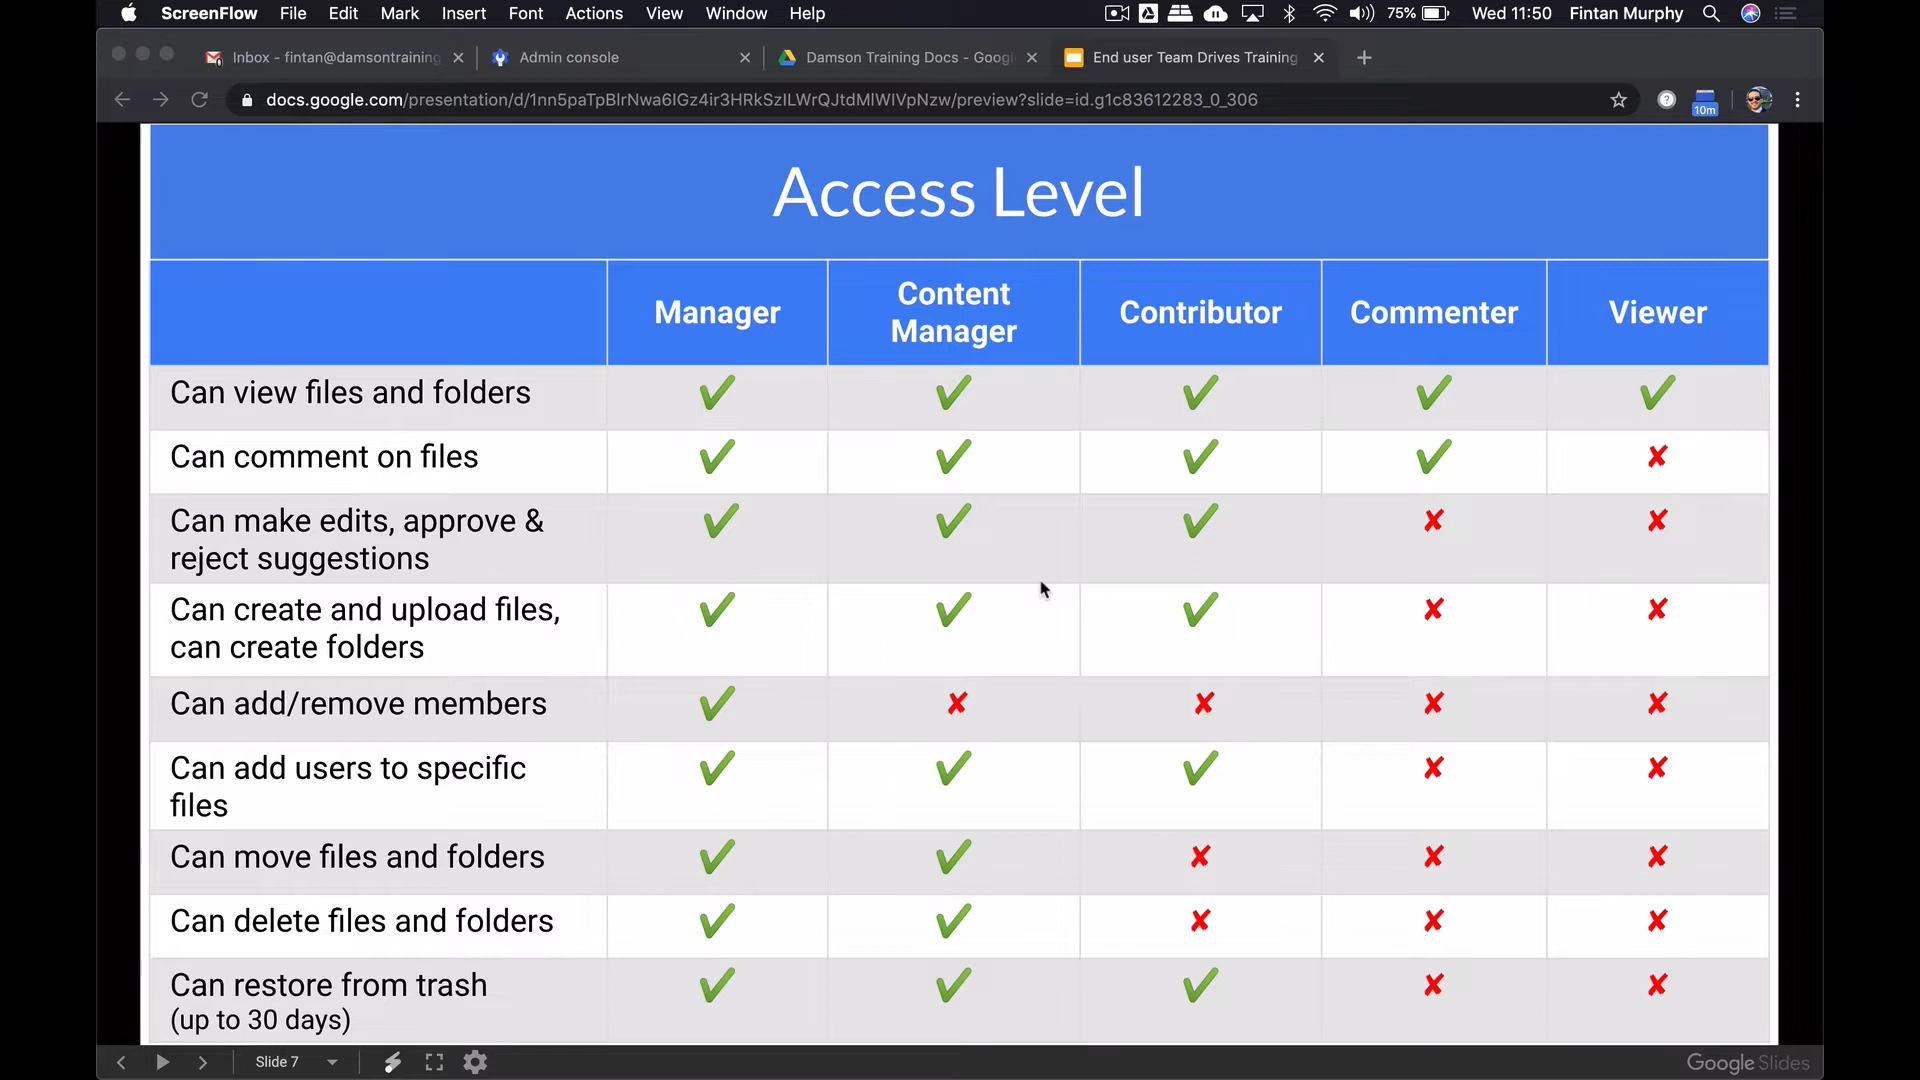 ScreenFlow File Edit Mark Insert Font Actions View Window Help 75% Wed 11:50 Fintan Murphy
Inbox - fintan@damsontraining Admin console Damson Training Docs - Googl End user Team Drives Training
docs.google.com/presentation/d/1nn5paTpBlrNwa6IGz4ir3HRkSzILWrQJtdMlWIVpNzw/preview?slide=id.g1c83612283_0_306
10m
Access Level
Manager Content Manager Contributor Commenter Viewer
Can view files and folders ✔ ✔ ✔ ✔ ✔
Can comment on files ✔ ✔ ✔ ✔ ✘
Can make edits, approve &
reject suggestions ✔ ✔ ✔ ✘ ✘
Can create and upload files,
can create folders ✔ ✔ ✔ ✘ ✘
Can add/remove members ✔ ✘ ✘ ✘ ✘
Can add users to specific
files ✔ ✔ ✔ ✘ ✘
Can move files and folders ✔ ✔ ✘ ✘ ✘
Can delete files and folders ✔ ✔ ✘ ✘ ✘
Can restore from trash
(up to 30 days) ✔ ✔ ✔ ✘ ✘
Slide 7 Google Slides